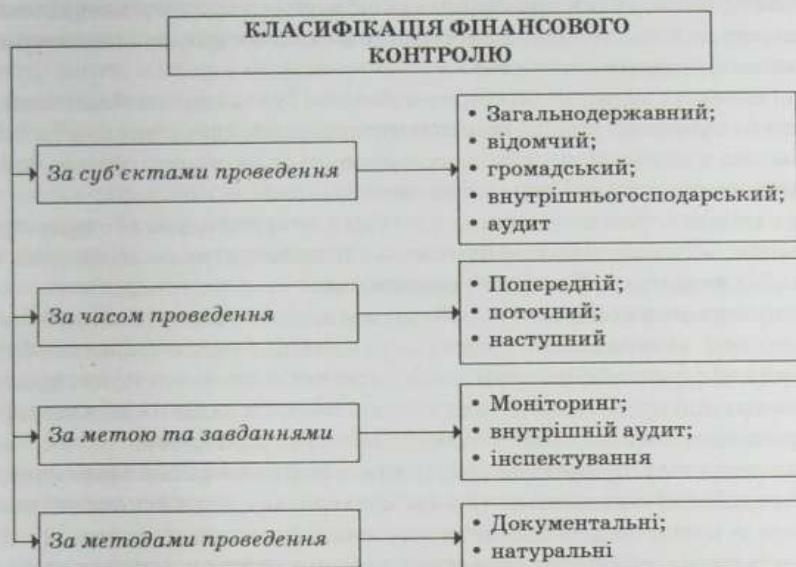 КЛАСИФІКАЦІЯ ФІНАНСОВОГО
КОНТРОЛЮ
За суб'єктами проведення
• Загальнодержавний;
• відомчий;
• громадський;
• внутрішньогосподарський;
• аудит
За часом проведення
• Попередній;
• поточний;
• наступний
За метою та завданнями
• Моніторинг;
• внутрішній аудит;
• інспектування
За методами проведення
• Документальні;
• натуральні